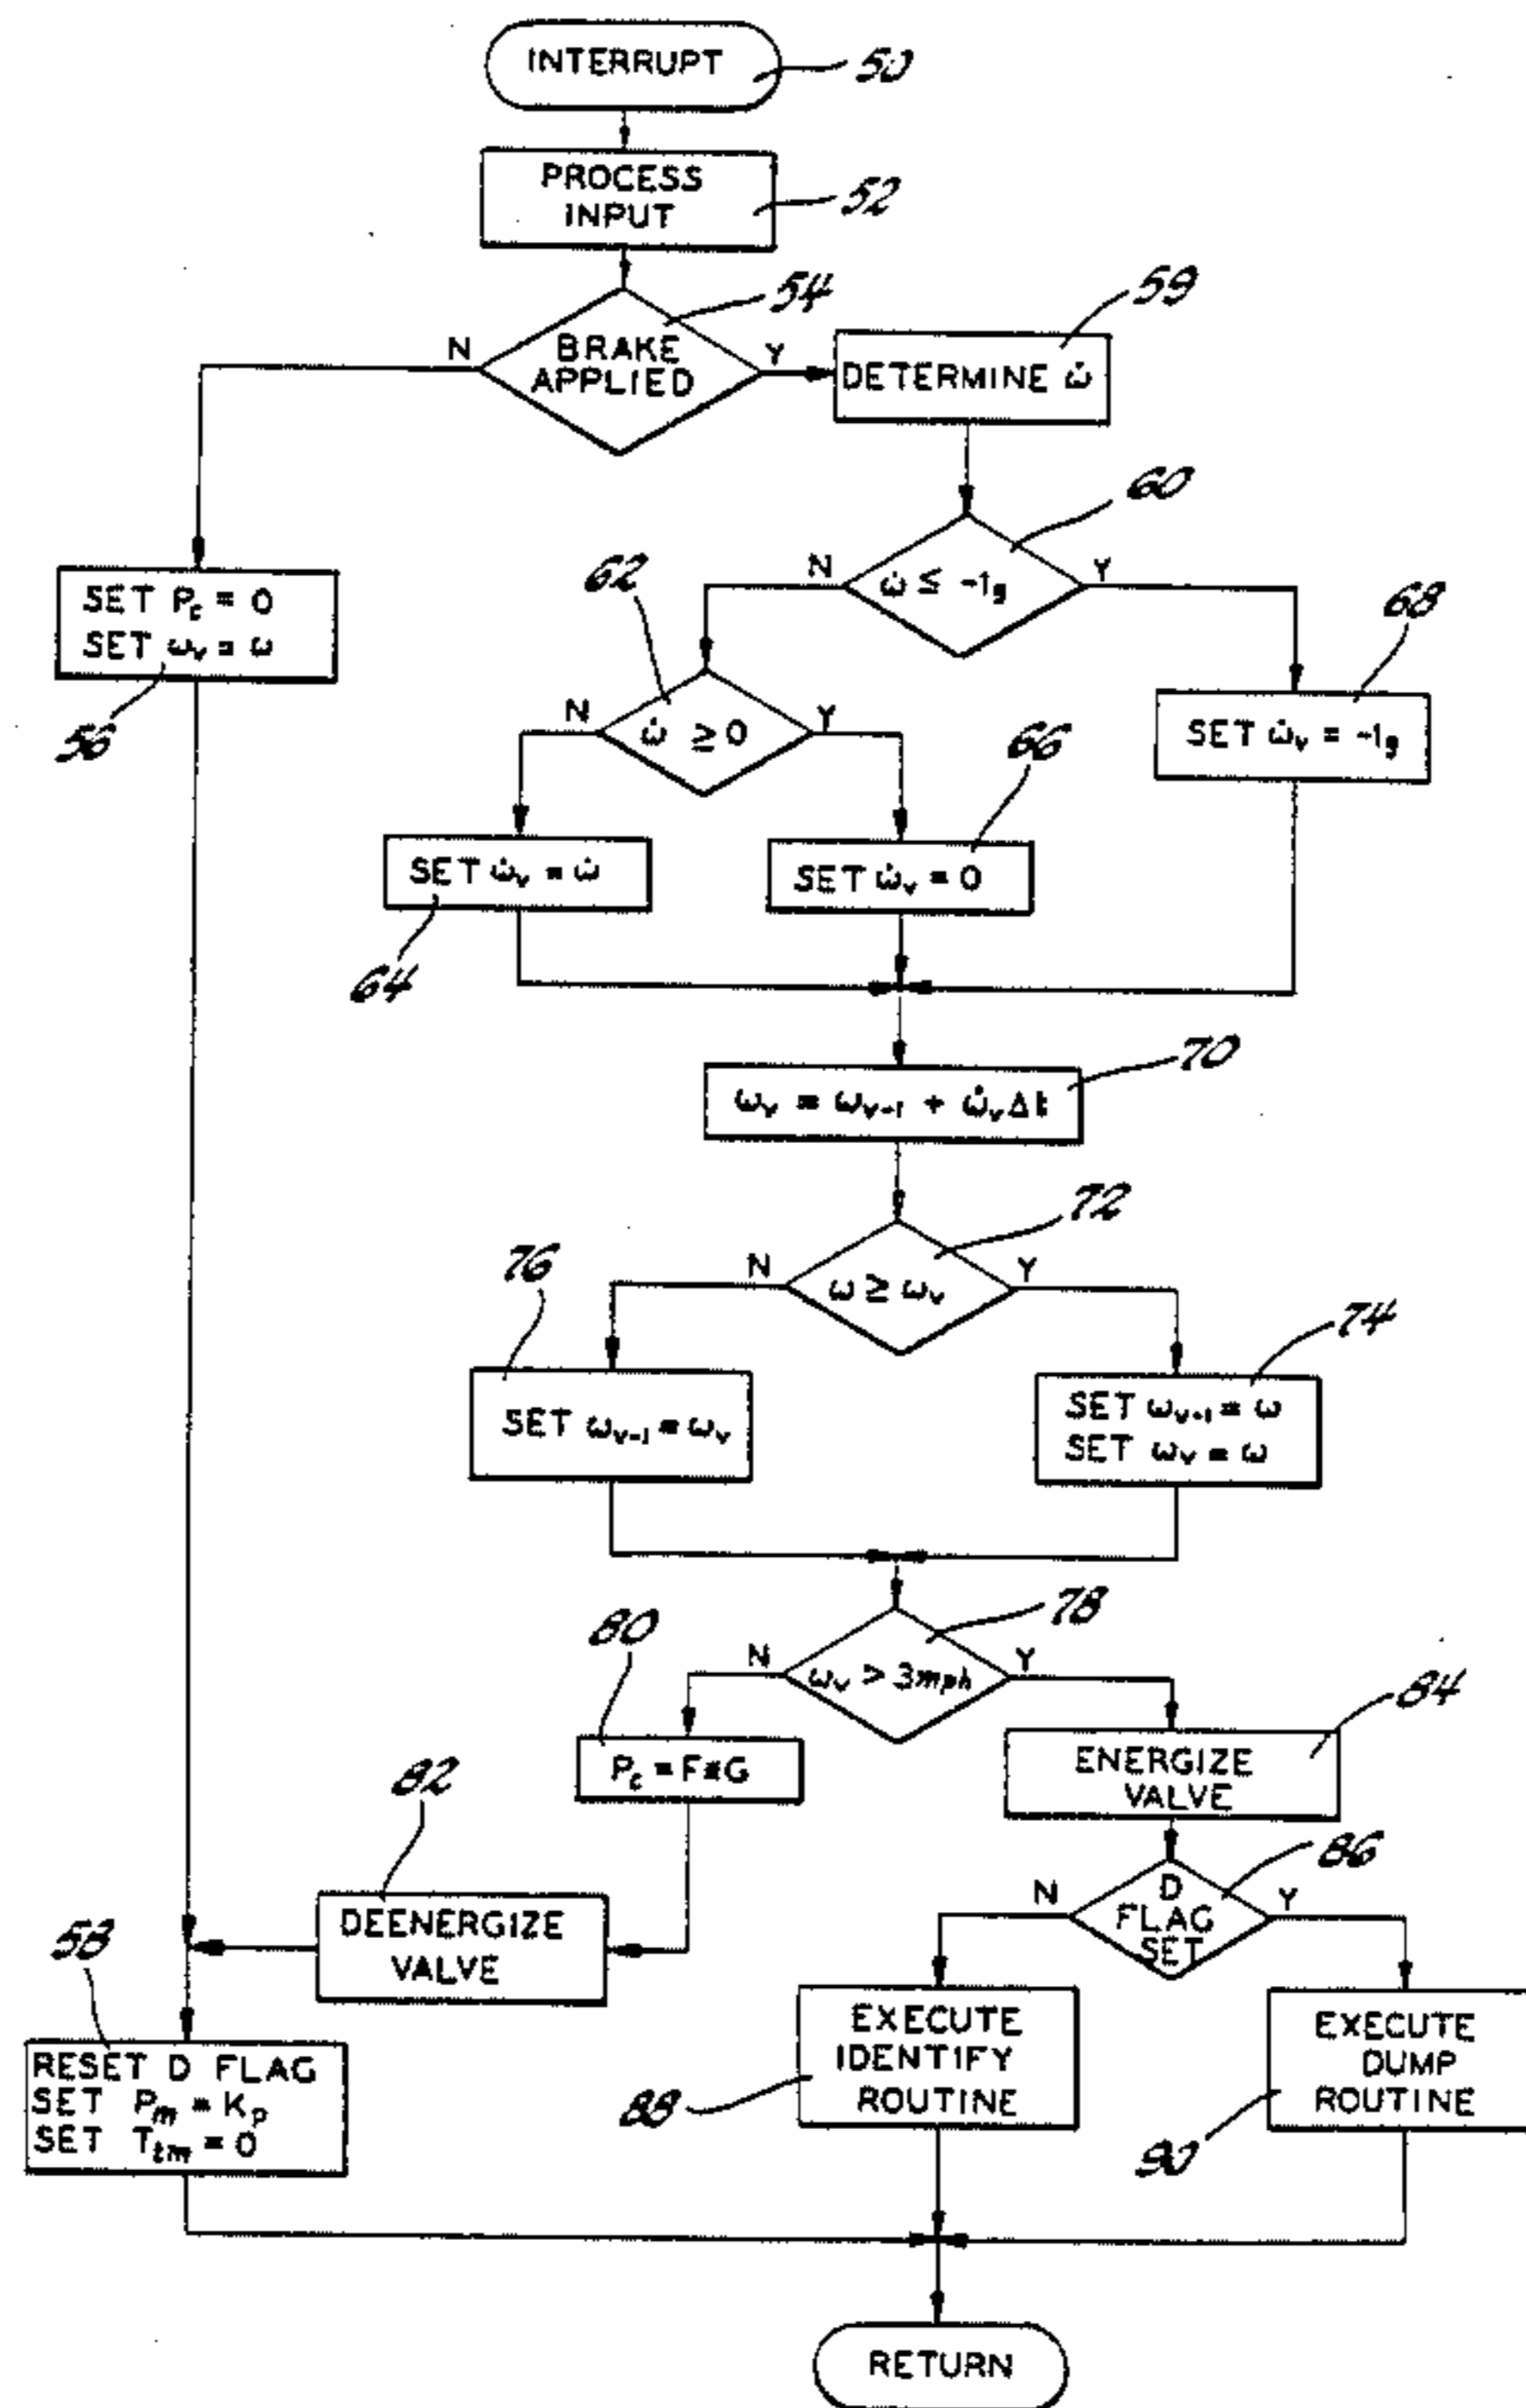 INTERRUPT
50
PROCESS
INPUT
52
54
BRAKE
APPLIED
N
Y
59
DETERMINE ω̇
60
ω̇ ≤ -1g
N
Y
SET Pc = 0
SET ωv = ω
56
62
ω̇ ≥ 0
N
Y
68
SET ω̇v = -1g
66
SET ω̇v = ω̇
64
SET ω̇v = 0
70
ωv = ωv-1 + ω̇vΔt
72
ω ≥ ωv
N
Y
76
SET ωv-1 = ωv
74
SET ωv-1 = ω
SET ωv = ω
78
ωv > 3mph
N
Y
80
Pc = F*G
84
ENERGIZE
VALVE
82
DEENERGIZE
VALVE
86
D
FLAG
SET
N
Y
58
RESET D FLAG
SET Pm = Kp
SET Ttm = 0
EXECUTE
IDENTIFY
ROUTINE
88
EXECUTE
DUMP
ROUTINE
90
RETURN